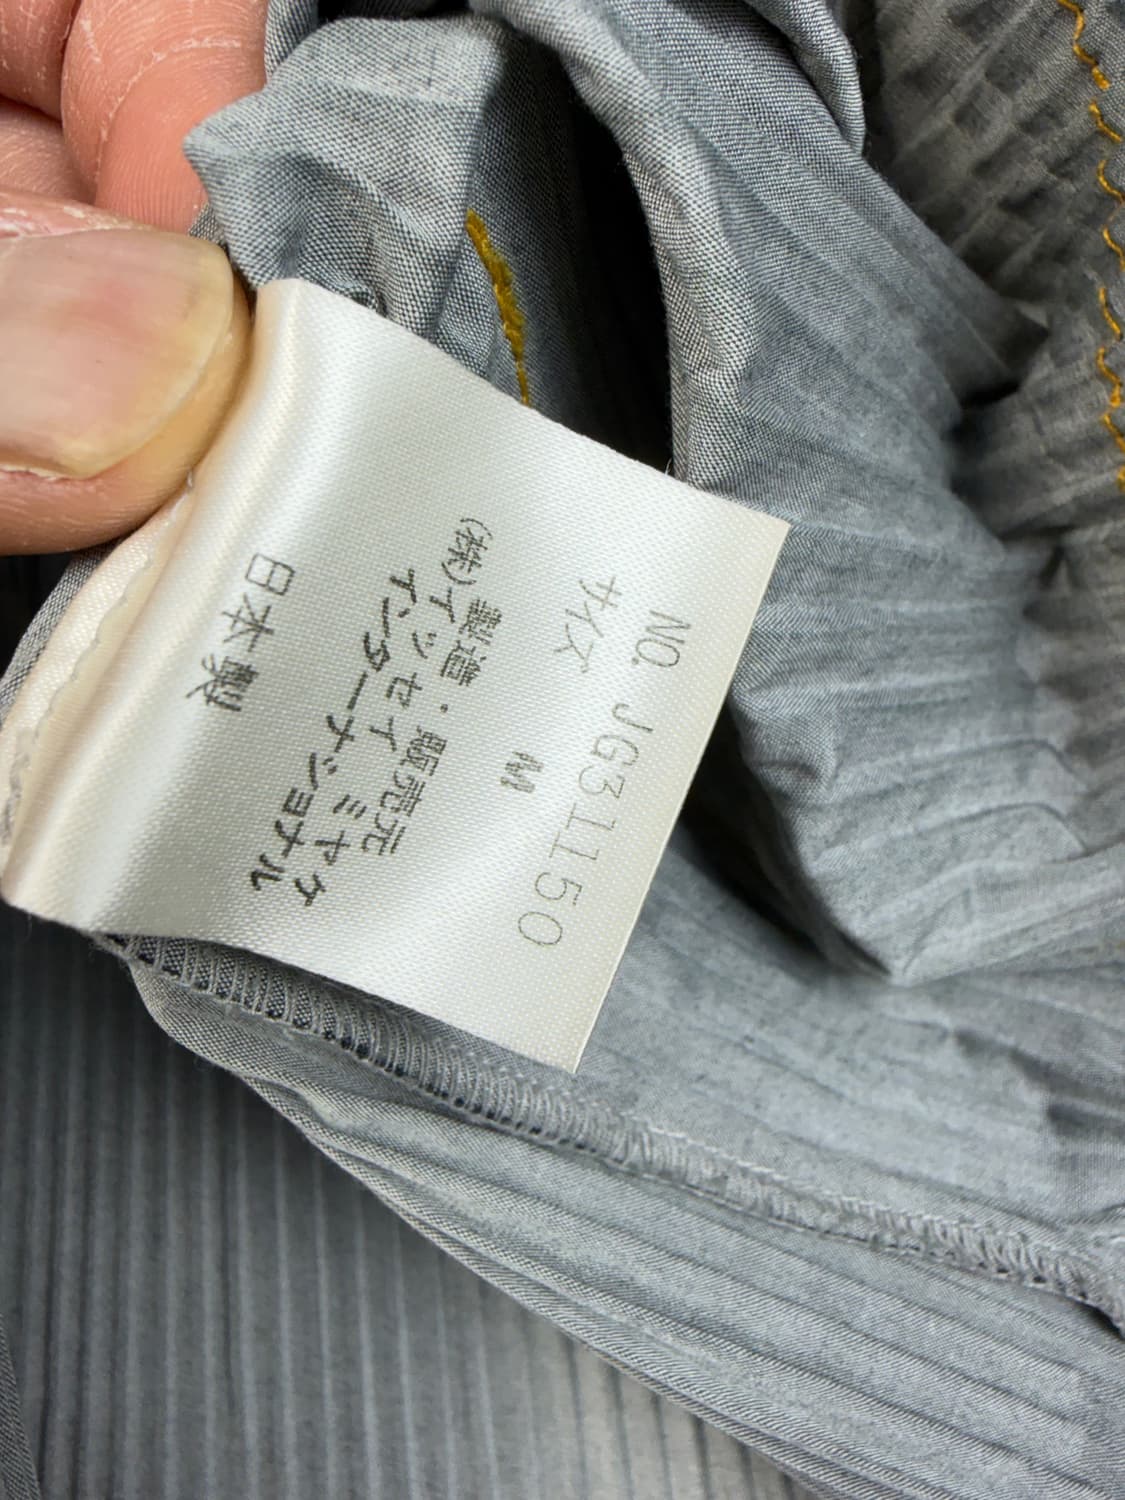 NO. JG31150
サイズ M
製造・販売元
(株)イッセイ ミヤケ
インターナショナル
日本製